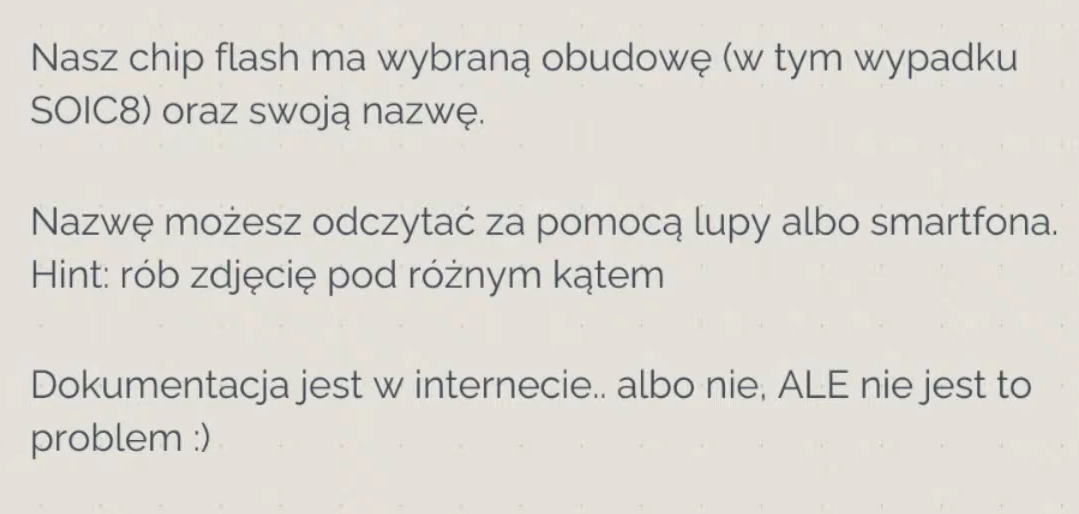 Nasz chip flash ma wybraną obudowę (w tym wypadku
SOIC8) oraz swoją nazwę.
Nazwę możesz odczytać za pomocą lupy albo smartfona.
Hint: rób zdjęcię pod różnym kątem
Dokumentacja jest w internecie.. albo nie, ALE nie jest to
problem :)